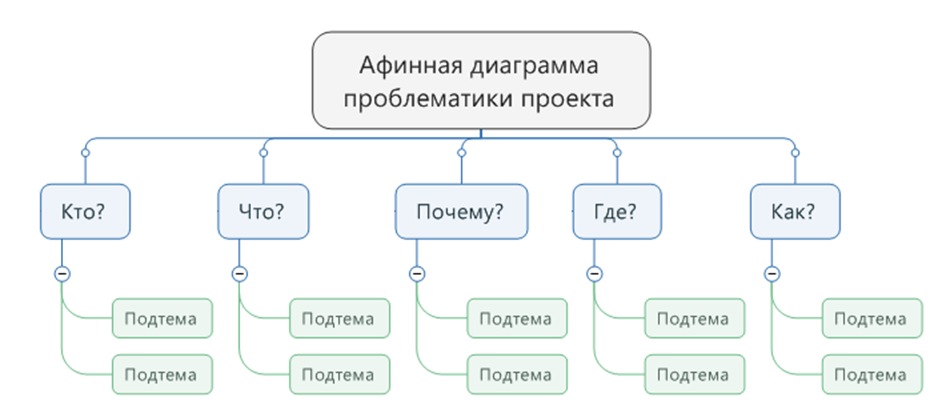 Афинная диаграмма
проблематики проекта
Кто?
Что?
Почему?
Где?
Как?
Подтема
Подтема
Подтема
Подтема
Подтема
Подтема
Подтема
Подтема
Подтема
Подтема